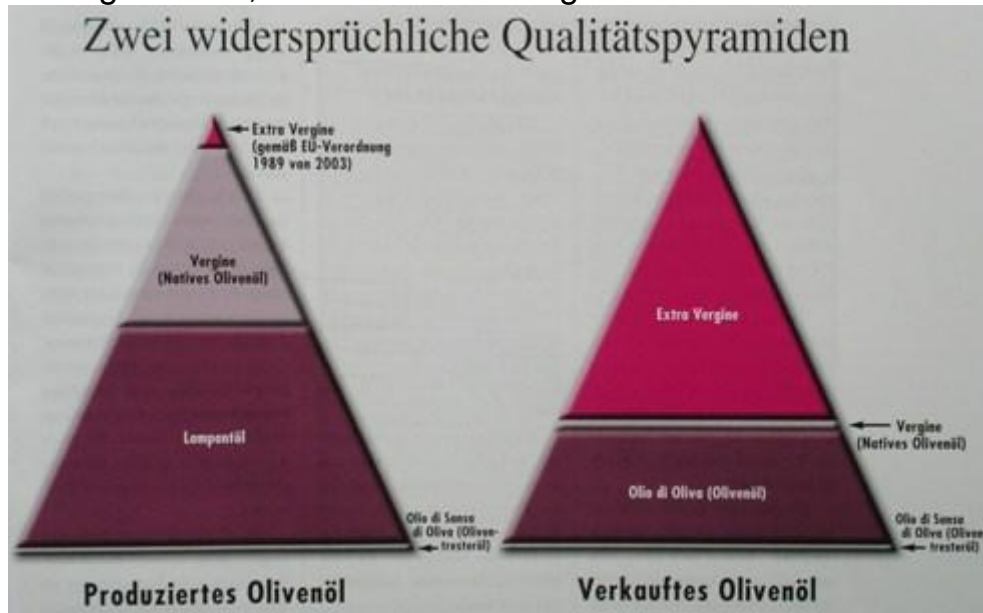 Zwei widersprüchliche Qualitätspyramiden
Extra Vergine
(gemäß EU-Verordnung
1989 von 2003)
Vergine
(Natives Olivenöl)
Lampantöl
Olio di Sansa
di Oliva (Oliven-
tresteröl)
Produziertes Olivenöl
Extra Vergine
Vergine
(Natives Olivenöl)
Olio di Oliva (Olivenöl)
Olio di Sansa
di Oliva (Oliven
tresteröl)
Verkauftes Olivenöl